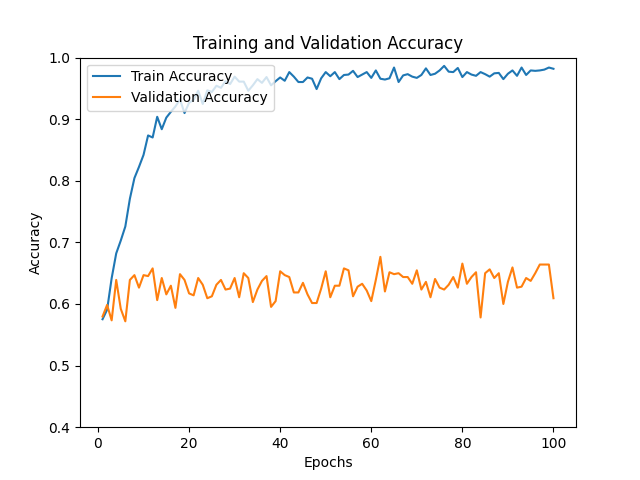 Training and Validation Accuracy
Train Accuracy
Validation Accuracy
1.0
0.9
0.8
0.7
0.6
0.5
0.4
Accuracy
0 20 40 60 80 100
Epochs